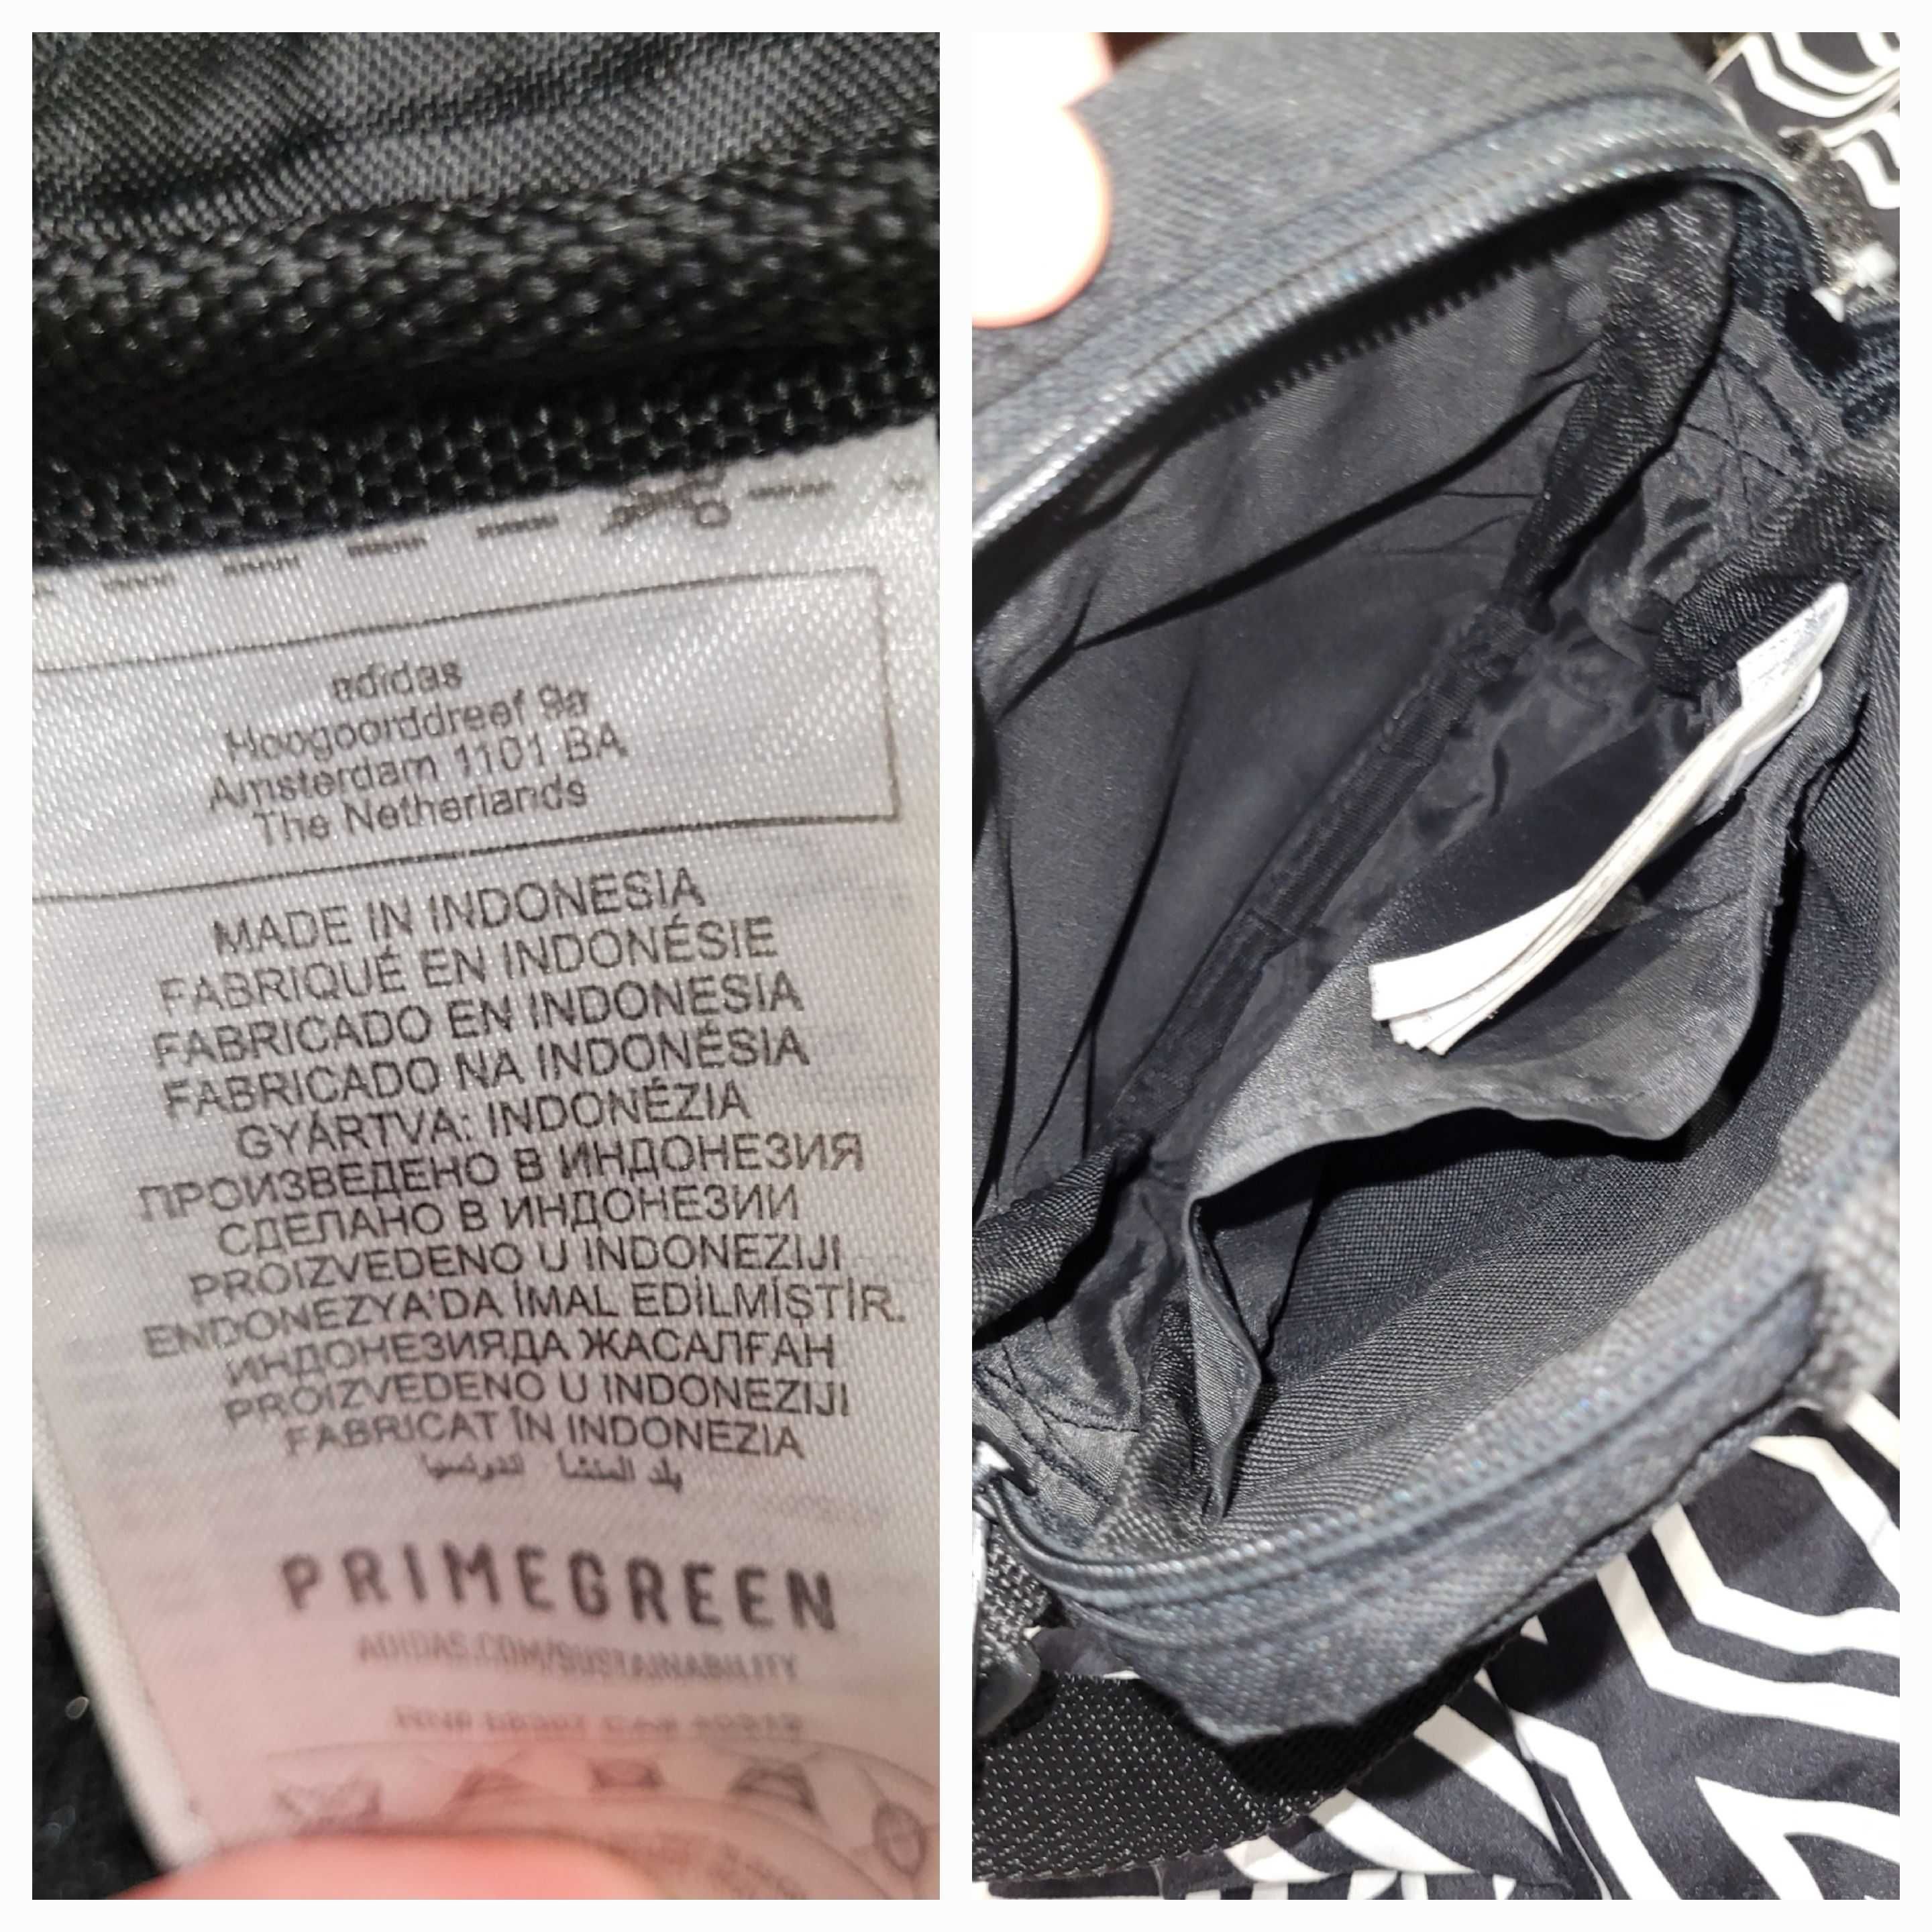 adidas
Hoogoorddreef 9a
Amsterdam 1101 BA
The Netherlands
MADE IN INDONESIA
FABRIQUÉ EN INDONÉSIE
FABRICADO EN INDONESIA
FABRICADO NA INDONÉSIA
GYÁRTVA: INDONÉZIA
ПРОИЗВЕДЕНО В ИНДОНЕЗИЯ
СДЕЛАНО В ИНДОНЕЗИИ
PROIZVEDENO U INDONEZIJI
ENDONEZYA'DA İMAL EDİLMİŞTİR.
ИНДОНЕЗИЯДА ЖАСАЛҒАН
PROIZVEDENO U INDONEZIJI
FABRICAT ÎN INDONEZIA
بلد المنشأ اندونسيا
PRIMEGREEN
ADIDAS.COM/SUSTAINABILITY